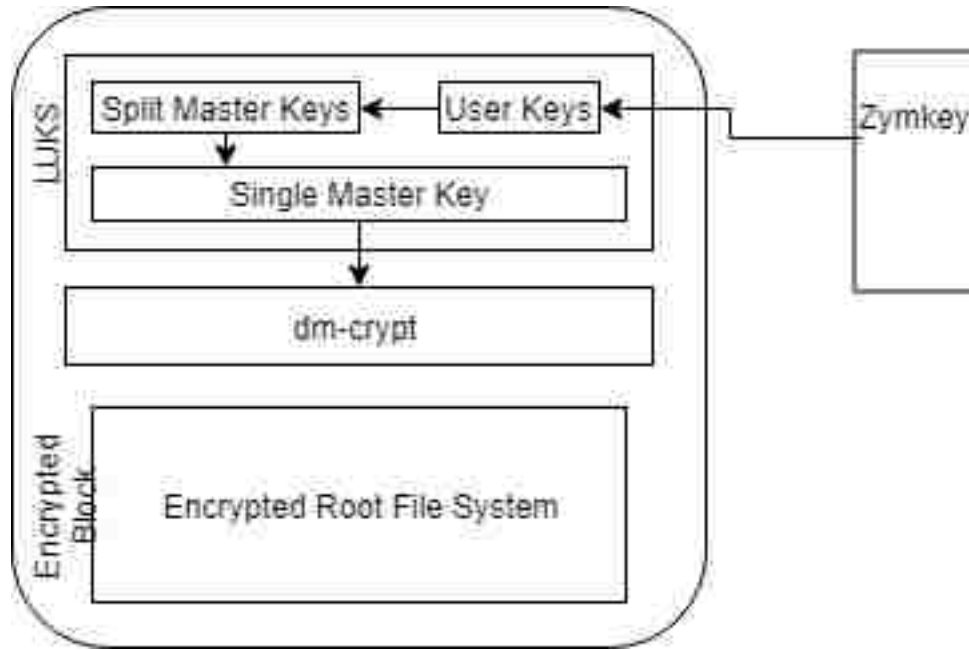 LUKS
Split Master Keys
User Keys
Zymkey
Single Master Key
dm-crypt
Encrypted
Block
Encrypted Root File System